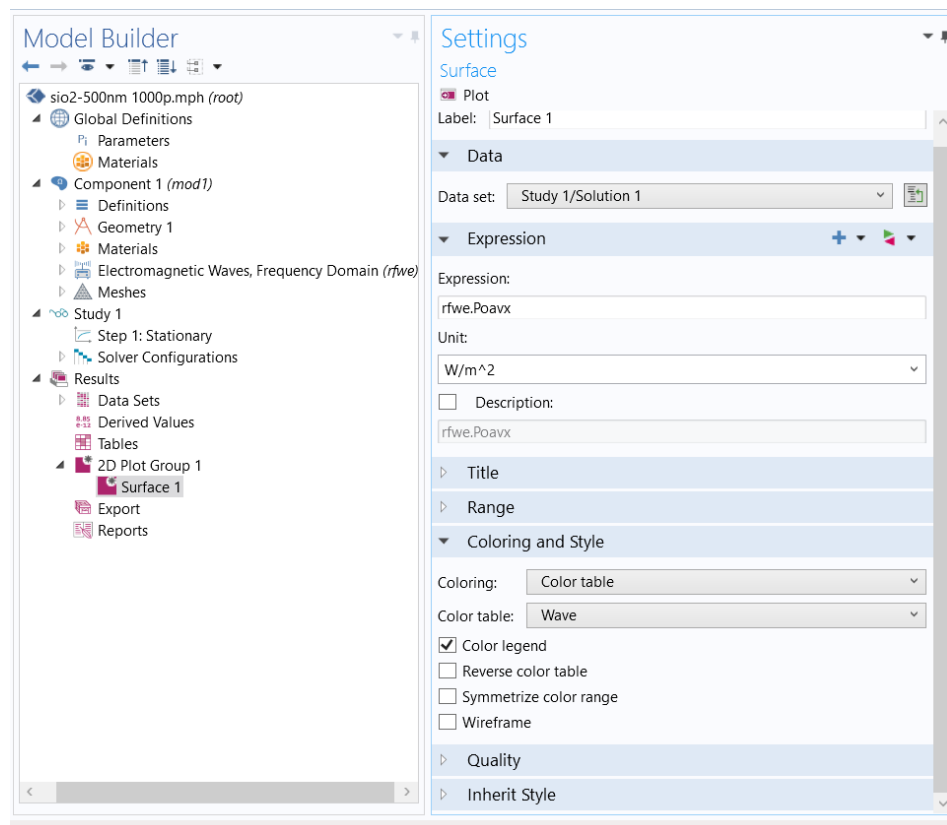 Model Builder
sio2-500nm 1000p.mph (root)
Global Definitions
Pi Parameters
Materials
Component 1 (mod1)
Definitions
Geometry 1
Materials
Electromagnetic Waves, Frequency Domain (rfwe)
Meshes
Study 1
Step 1: Stationary
Solver Configurations
Results
Data Sets
8.85
e-12
Derived Values
Tables
2D Plot Group 1
Surface 1
Export
Reports
Settings
Surface
Plot
Label: Surface 1
Data
Data set: Study 1/Solution 1
Expression
Expression:
rfwe.Poavx
Unit:
W/m^2
Description:
rfwe.Poavx
Title
Range
Coloring and Style
Coloring: Color table
Color table: Wave
Color legend
Reverse color table
Symmetrize color range
Wireframe
Quality
Inherit Style